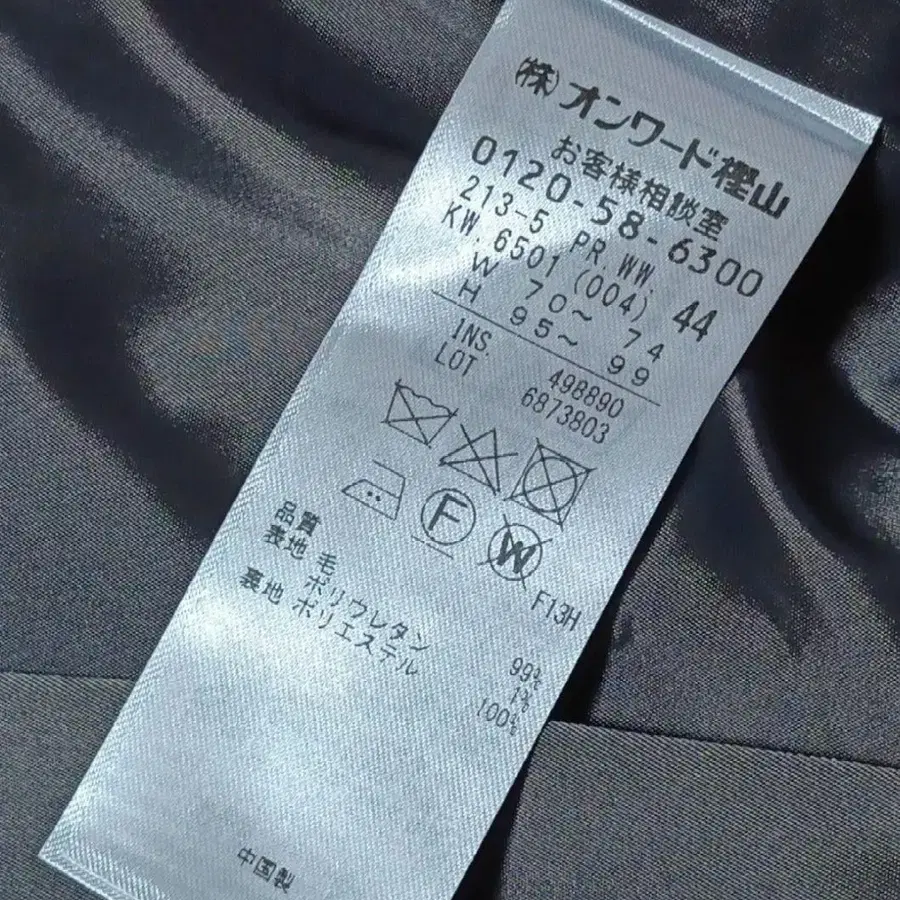 (株)オンワード樫山
お客様相談室
0120-58-6300
213-5 PR.WW.
KW.6501(004) 44
W 70～ 74
H 95～ 99
INS. 498890
LOT 6873803
F
W
F13H
品質
表地 毛 99%
ポリウレタン 1%
裏地 ポリエステル 100%
中国製